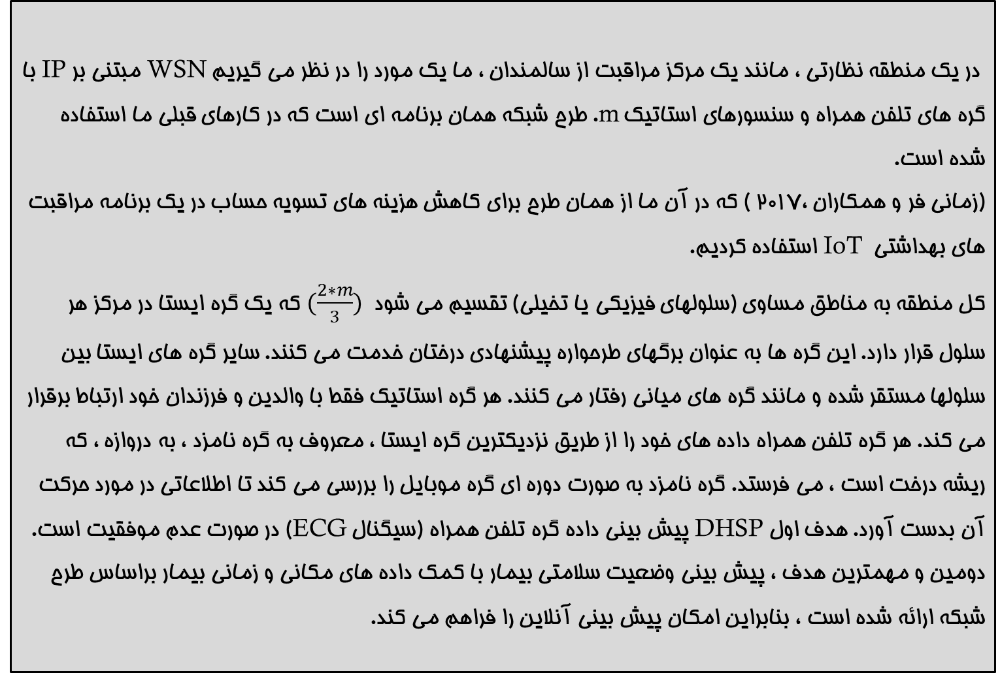 در یک منطقه نظارتی ، مانند یک مرکز مراقبت از سالمندان ، ما یک مورد را در نظر می گیریم WSN مبتنی بر IP با
گره های تلفن همراه و سنسورهای استاتیک m. طرح شبکه همان برنامه ای است که در کارهای قبلی ما استفاده
شده است.
(زمانی فر و همکاران ،۲۰۱۷ ) که در آن ما از همان طرح برای کاهش هزینه های تسویه حساب در یک برنامه مراقبت
های بهداشتی IoT استفاده کردیم.
کل منطقه به مناطق مساوی (سلولهای فیزیکی یا تخیلی) تقسیم می شود (2*m/3) که یک گره ایستا در مرکز هر
سلول قرار دارد. این گره ها به عنوان برگهای طرحواره پیشنهادی درختان خدمت می کنند. سایر گره های ایستا بین
سلولها مستقر شده و مانند گره های میانی رفتار می کنند. هر گره استاتیک فقط با والدین و فرزندان خود ارتباط برقرار
می کند. هر گره تلفن همراه داده های خود را از طریق نزدیکترین گره ایستا ، معروف به گره نامزد ، به دروازه ، که
ریشه درخت است ، می فرستد. گره نامزد به صورت دوره ای گره موبایل را بررسی می کند تا اطلاعاتی در مورد حرکت
آن بدست آورد. هدف اول DHSP پیش بینی داده گره تلفن همراه (سیگنال ECG) در صورت عدم موفقیت است.
دومین و مهمترین هدف ، پیش بینی وضعیت سلامتی بیمار با کمک داده های مکانی و زمانی بیمار براساس طرح
شبکه ارائه شده است ، بنابراین امکان پیش بینی آنلاین را فراهم می کند.